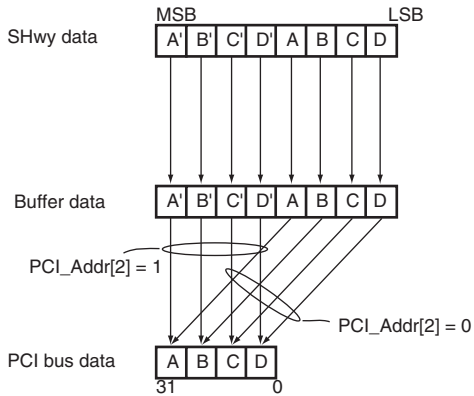 MSB LSB
SHwy data A' B' C' D' A B C D
Buffer data A' B' C' D' A B C D
PCI_Addr[2] = 1
PCI_Addr[2] = 0
PCI bus data A B C D
31 0